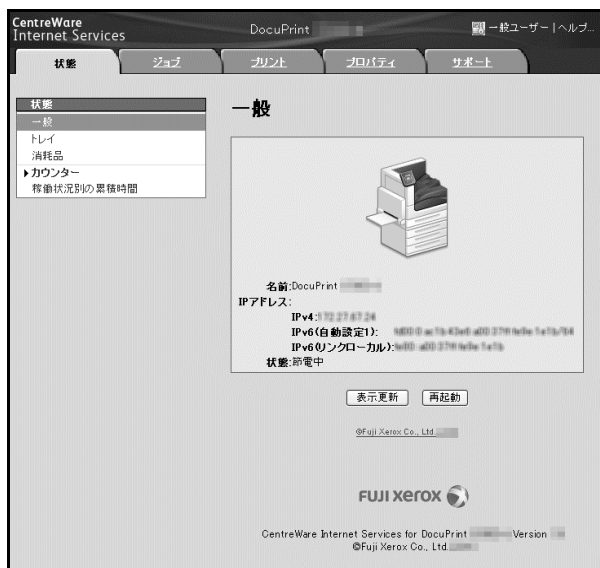 CentreWare
Internet Services
DocuPrint
一般ユーザー | ヘルプ...
状態
ジョブ
プリント
プロパティ
サポート
状態
一般
トレイ
消耗品
カウンター
稼働状況別の累積時間
一般
名前:DocuPrint
IPアドレス:
IPv4:
IPv6(自動設定1):
IPv6(リンクローカル):
状態:節電中
表示更新
再起動
©Fuji Xerox Co., Ltd.
FUJI XEROX
CentreWare Internet Services for DocuPrint Version
©Fuji Xerox Co., Ltd.